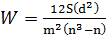 W = 12S(d²) / m²(n³−n)